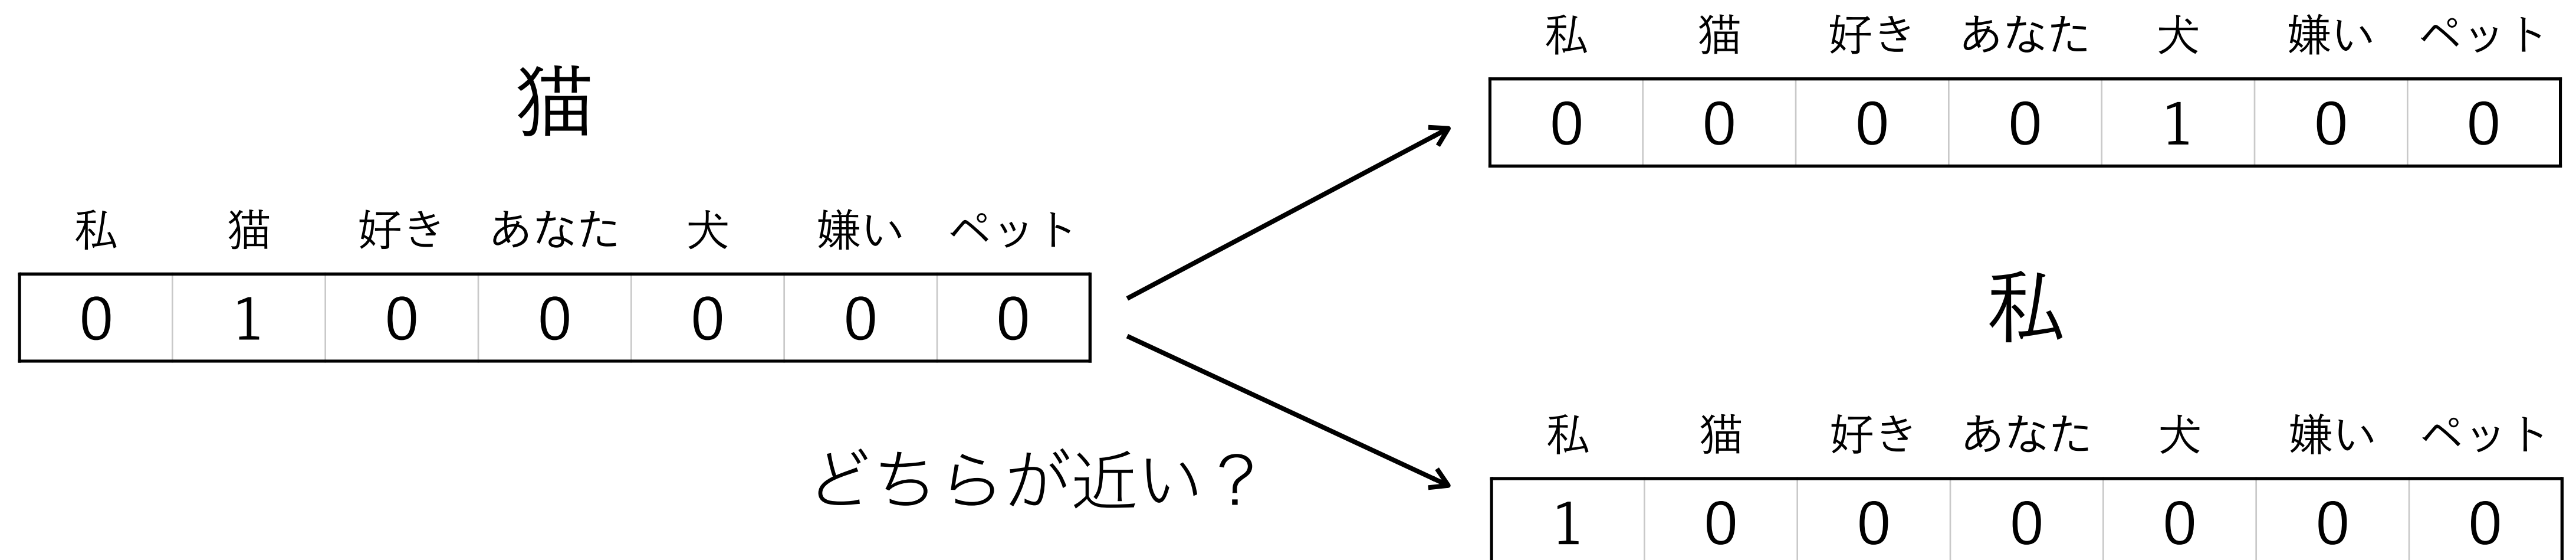 猫
私 猫 好き あなた 犬 嫌い ペット
0 1 0 0 0 0 0
どちらが近い？
私 猫 好き あなた 犬 嫌い ペット
0 0 0 0 1 0 0
私
私 猫 好き あなた 犬 嫌い ペット
1 0 0 0 0 0 0